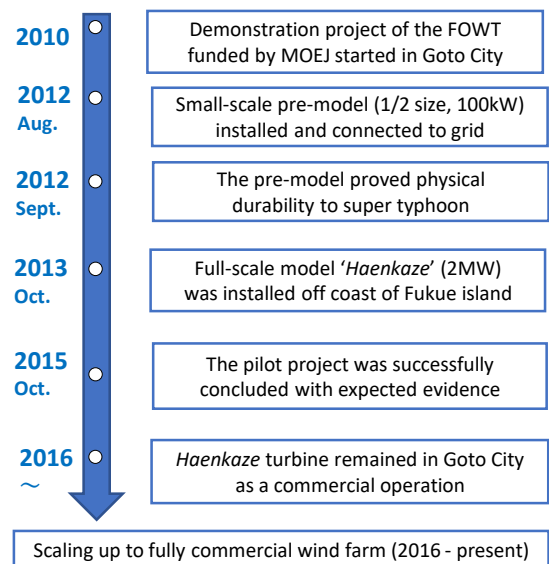 2010
Demonstration project of the FOWT
funded by MOEJ started in Goto City
2012
Aug.
Small-scale pre-model (1/2 size, 100kW)
installed and connected to grid
2012
Sept.
The pre-model proved physical
durability to super typhoon
2013
Oct.
Full-scale model ‘Haenkaze’ (2MW)
was installed off coast of Fukue island
2015
Oct.
The pilot project was successfully
concluded with expected evidence
2016
～
Haenkaze turbine remained in Goto City
as a commercial operation
Scaling up to fully commercial wind farm (2016 - present)